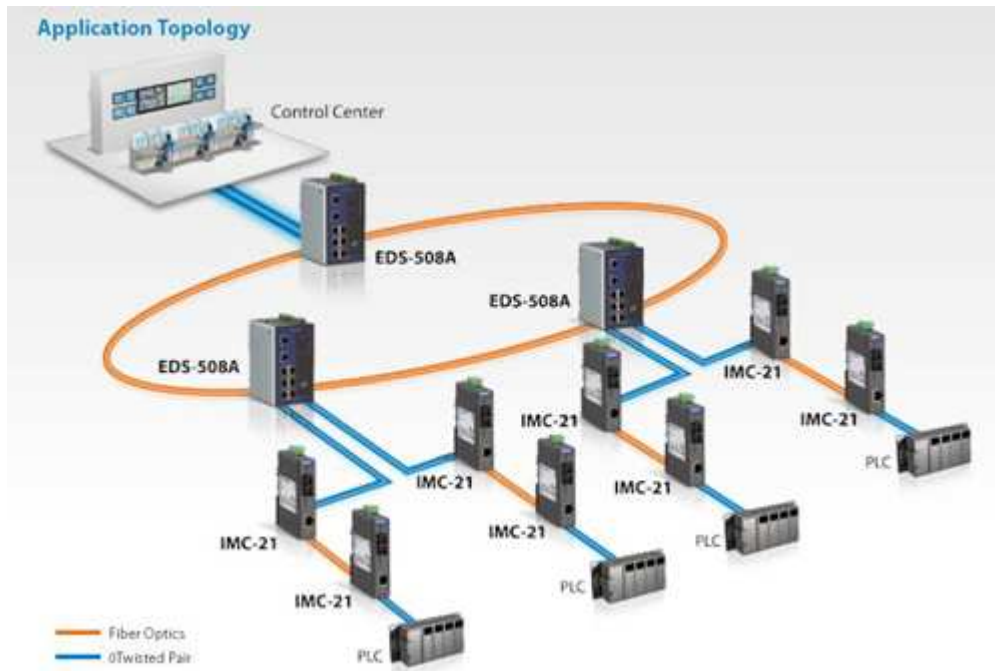 Application Topology
Control Center
EDS-508A
EDS-508A
EDS-508A
IMC-21
IMC-21
IMC-21
IMC-21
IMC-21
IMC-21
IMC-21
IMC-21
PLC
PLC
PLC
PLC
Fiber Optics
0Twisted Pair